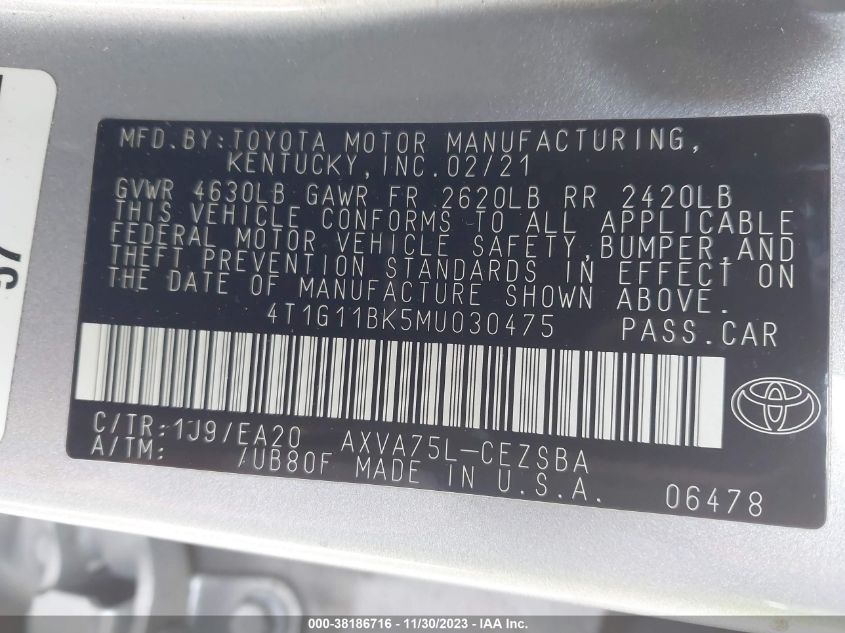 MFD. BY: TOYOTA MOTOR MANUFACTURING,
KENTUCKY, INC. 02/21
GVWR 4630LB GAWR FR 2620LB RR 2420LB
THIS VEHICLE CONFORMS TO ALL APPLICABLE
FEDERAL MOTOR VEHICLE SAFETY, BUMPER, AND
THEFT PREVENTION STANDARDS IN EFFECT ON
THE DATE OF MANUFACTURE SHOWN ABOVE.
4T1G11BK5MU030475 PASS.CAR
C/TR: 1J9/EA20 AXVA75L-CEZSBA
A/TM: /UB80F MADE IN U.S.A. 06478
000-38186716 - 11/30/2023 - IAA Inc.